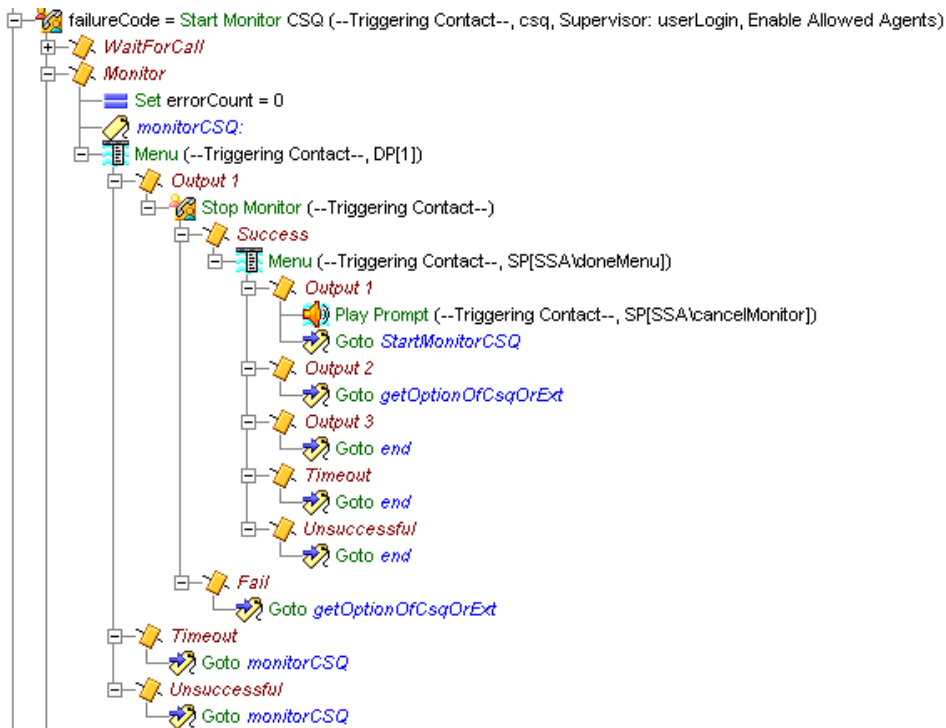 failureCode = Start Monitor CSQ (--Triggering Contact--, csq, Supervisor: userLogin, Enable Allowed Agents)
WaitForCall
Monitor
Set errorCount = 0
monitorCSQ:
Menu (--Triggering Contact--, DP[1])
Output 1
Stop Monitor (--Triggering Contact--)
Success
Menu (--Triggering Contact--, SP[SSA\doneMenu])
Output 1
Play Prompt (--Triggering Contact--, SP[SSA\cancelMonitor])
Goto StartMonitorCSQ
Output 2
Goto getOptionOfCsqOrExt
Output 3
Goto end
Timeout
Goto end
Unsuccessful
Goto end
Fail
Goto getOptionOfCsqOrExt
Timeout
Goto monitorCSQ
Unsuccessful
Goto monitorCSQ